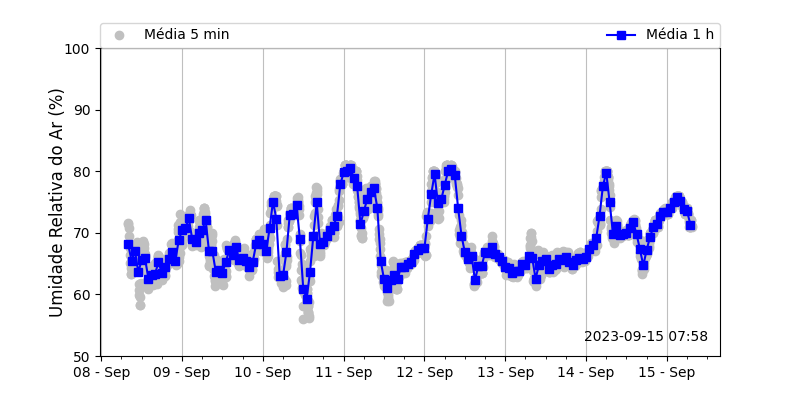 Média 5 min Média 1 h
Umidade Relativa do Ar (%)
100
90
80
70
60
50
2023-09-15 07:58
08 - Sep 09 - Sep 10 - Sep 11 - Sep 12 - Sep 13 - Sep 14 - Sep 15 - Sep